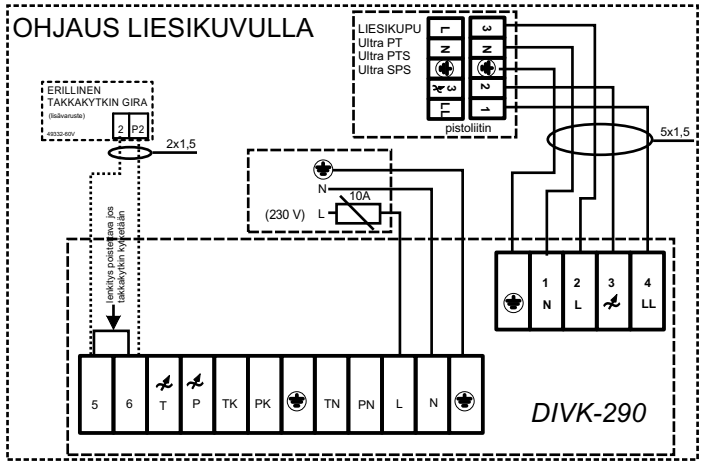 OHJAUS LIESIKUVULLA
LIESIKUPU
Ultra PT
Ultra PTS
Ultra SPS
L
N
3
LL
3
N
2
1
pistoliitin
5x1,5
ERILLINEN
TAKKAKYTKIN GIRA
(lisävaruste)
49332-60V
2 P2
2x1,5
N
10A
(230 V) L
lenkitys poistettava jos
takkakytkin kytketään
1 2 3 4
N L LL
5 6 T P TK PK TN PN L N
DIVK-290